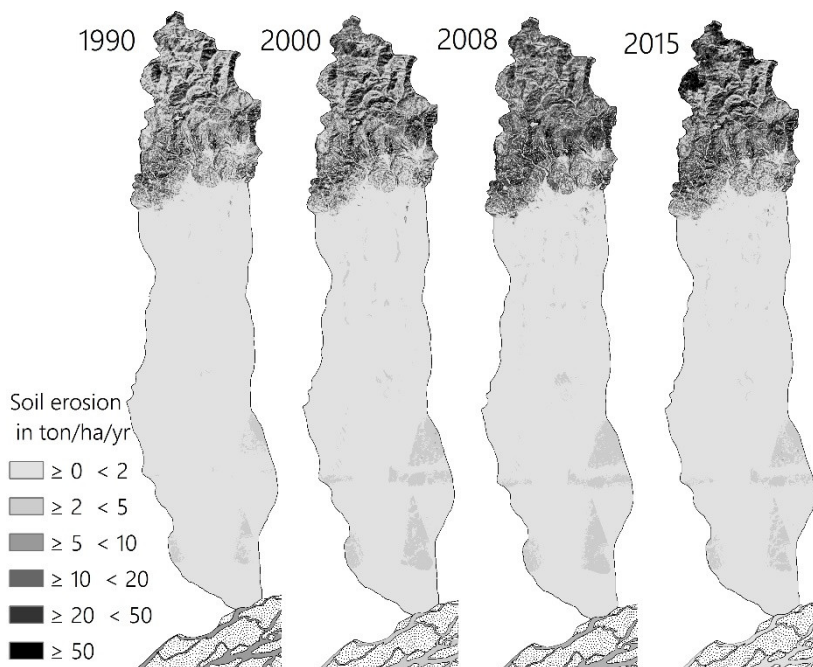 1990
2000
2008
2015
Soil erosion
in ton/ha/yr
≥ 0 < 2
≥ 2 < 5
≥ 5 < 10
≥ 10 < 20
≥ 20 < 50
≥ 50